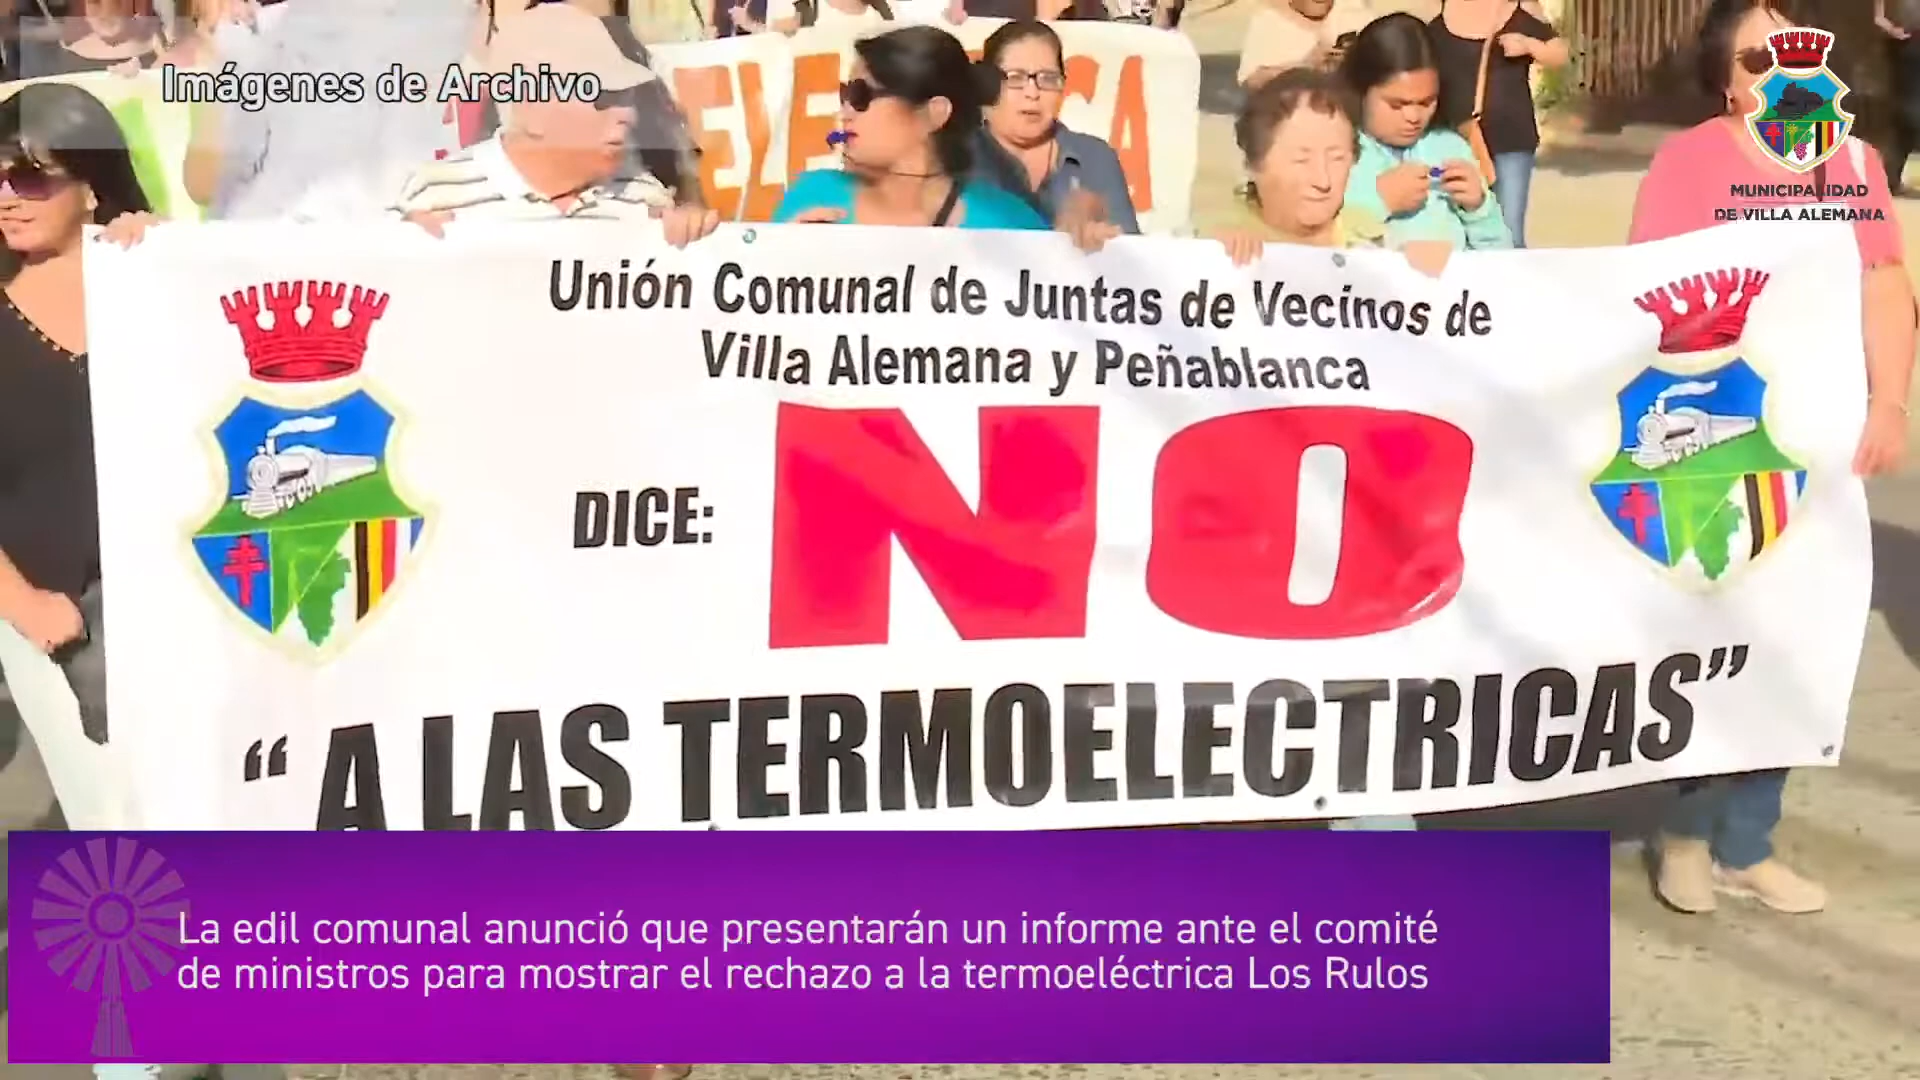 Imágenes de Archivo
MUNICIPALIDAD
DE VILLA ALEMANA
Unión Comunal de Juntas de Vecinos de
Villa Alemana y Peñablanca
DICE: NO
“ A LAS TERMOELECTRICAS”
La edil comunal anunció que presentarán un informe ante el comité
de ministros para mostrar el rechazo a la termoeléctrica Los Rulos